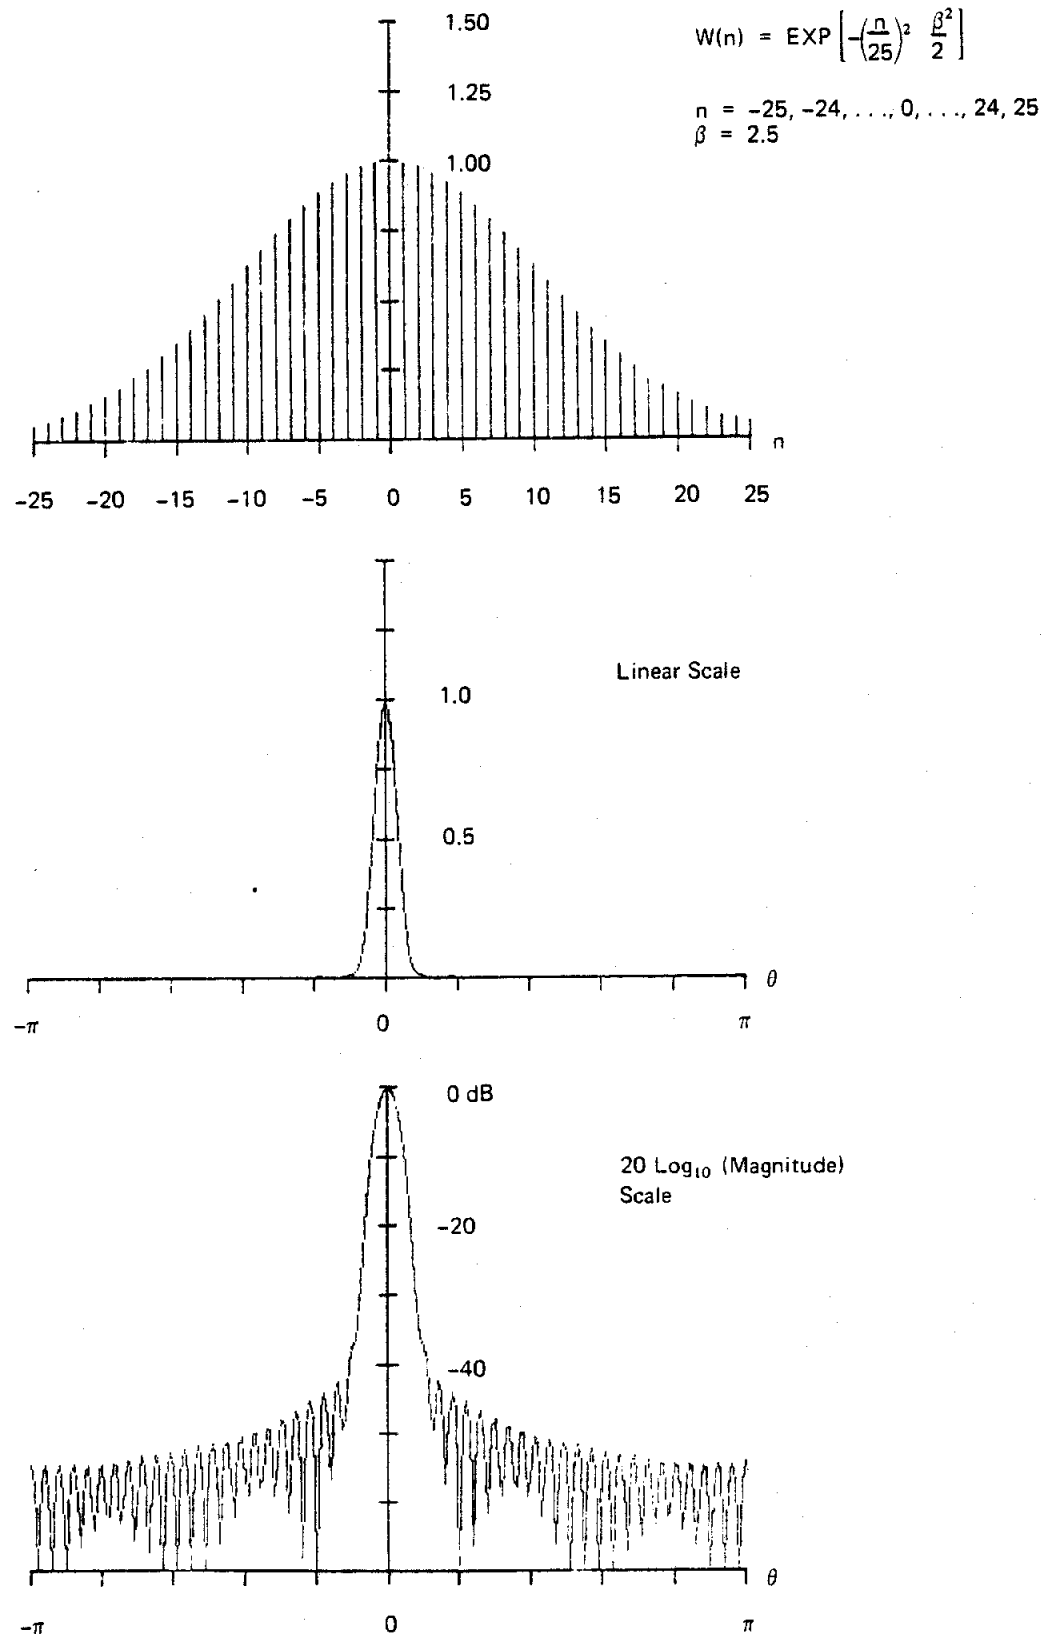 1.50
W(n) = EXP [-(n/25)² β²/2]
1.25
n = -25, -24, . . ., 0, . . ., 24, 25
β = 2.5
1.00
n
-25 -20 -15 -10 -5 0 5 10 15 20 25
Linear Scale
1.0
0.5
θ
-π 0 π
0 dB
20 Log₁₀ (Magnitude)
Scale
-20
-40
θ
-π 0 π